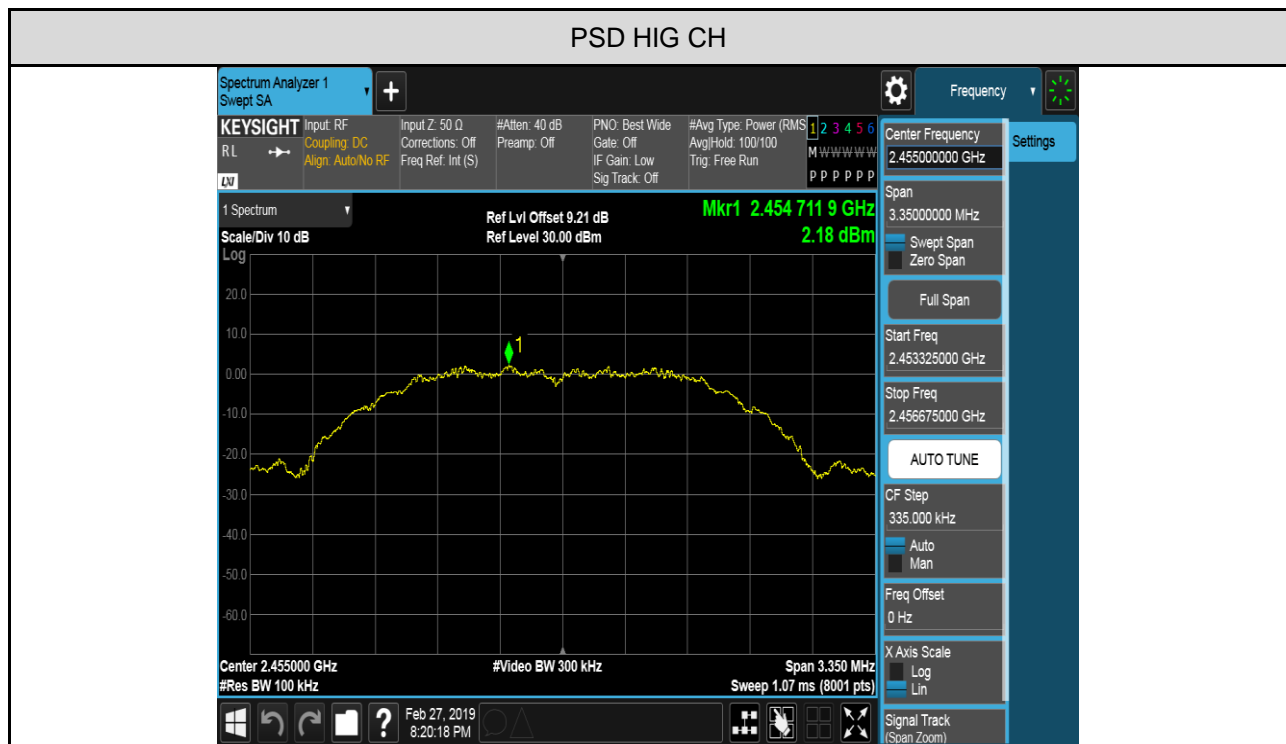 PSD HIG CH
Spectrum Analyzer 1
Swept SA
+
Frequency
KEYSIGHT
RL
LXI
Input: RF
Coupling: DC
Align: Auto/No RF
Input Z: 50 Ω
Corrections: Off
Freq Ref: Int (S)
#Atten: 40 dB
Preamp: Off
PNO: Best Wide
Gate: Off
IF Gain: Low
Sig Track: Off
#Avg Type: Power (RMS
Avg|Hold: 100/100
Trig: Free Run
1 2 3 4 5 6
M W W W W W
P P P P P P
Center Frequency
2.455000000 GHz
Settings
1 Spectrum
Scale/Div 10 dB
Ref Lvl Offset 9.21 dB
Ref Level 30.00 dBm
Mkr1 2.454 711 9 GHz
2.18 dBm
Log
20.0
10.0
0.00
-10.0
-20.0
-30.0
-40.0
-50.0
-60.0
1
Center 2.455000 GHz
#Res BW 100 kHz
#Video BW 300 kHz
Span 3.350 MHz
Sweep 1.07 ms (8001 pts)
Span
3.35000000 MHz
Swept Span
Zero Span
Full Span
Start Freq
2.453325000 GHz
Stop Freq
2.456675000 GHz
AUTO TUNE
CF Step
335.000 kHz
Auto
Man
Freq Offset
0 Hz
X Axis Scale
Log
Lin
Signal Track
(Span Zoom)
?
Feb 27, 2019
8:20:18 PM